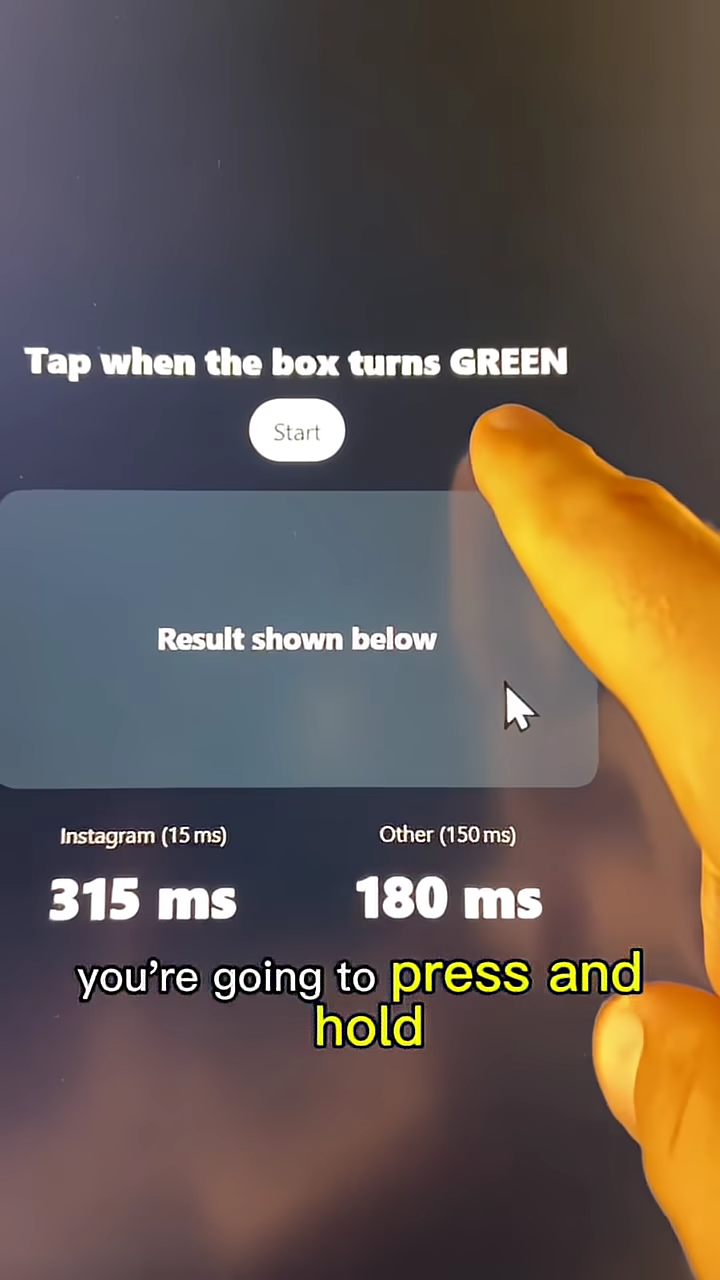 Tap when the box turns GREEN
Start
Result shown below
Instagram (15 ms)
Other (150 ms)
315 ms
180 ms
you’re going to press and
hold